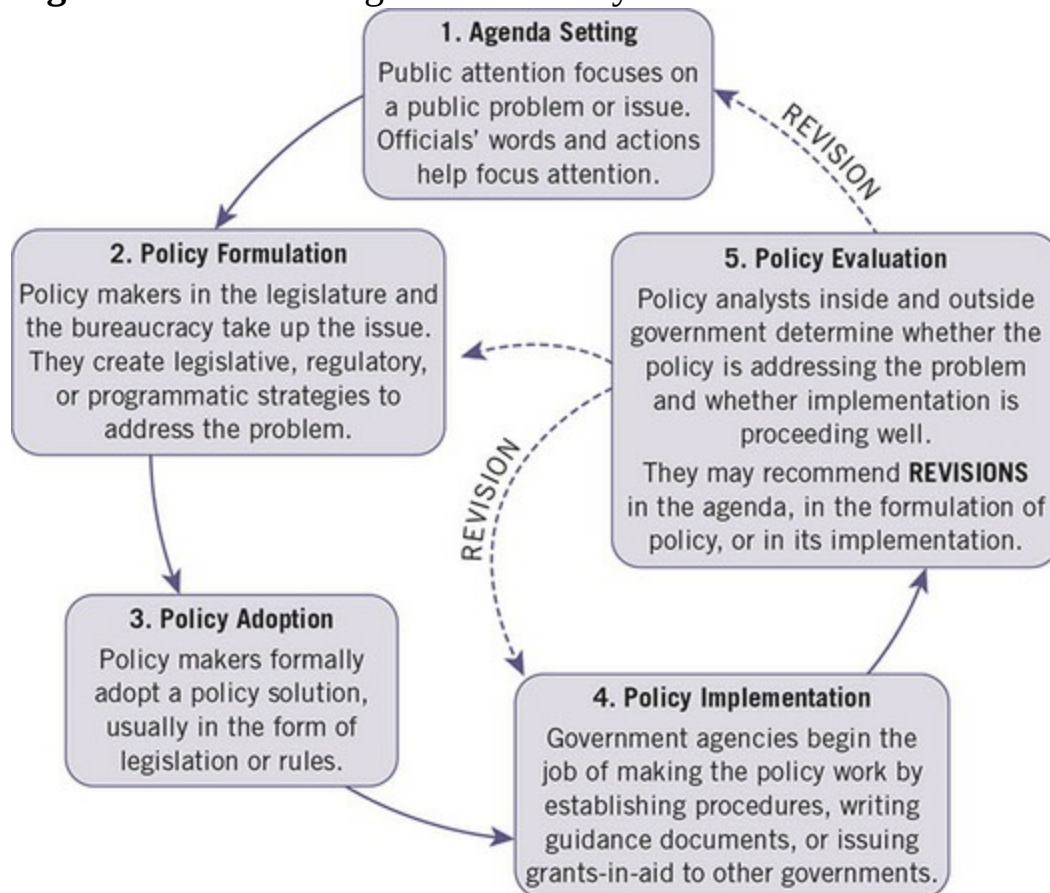 1. Agenda Setting
Public attention focuses on
a public problem or issue.
Officials’ words and actions
help focus attention.
REVISION
2. Policy Formulation
Policy makers in the legislature and
the bureaucracy take up the issue.
They create legislative, regulatory,
or programmatic strategies to
address the problem.
5. Policy Evaluation
Policy analysts inside and outside
government determine whether the
policy is addressing the problem
and whether implementation is
proceeding well.
They may recommend REVISIONS
in the agenda, in the formulation of
policy, or in its implementation.
REVISION
3. Policy Adoption
Policy makers formally
adopt a policy solution,
usually in the form of
legislation or rules.
4. Policy Implementation
Government agencies begin the
job of making the policy work by
establishing procedures, writing
guidance documents, or issuing
grants-in-aid to other governments.